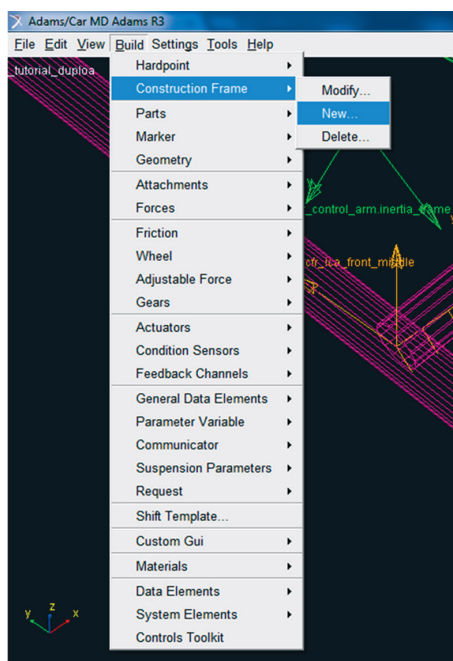 Adams/Car MD Adams R3
File Edit View Build Settings Tools Help
_tutorial_duploa
Hardpoint
Construction Frame
Parts
Marker
Geometry
Attachments
Forces
Friction
Wheel
Adjustable Force
Gears
Actuators
Condition Sensors
Feedback Channels
General Data Elements
Parameter Variable
Communicator
Suspension Parameters
Request
Shift Template...
Custom Gui
Materials
Data Elements
System Elements
Controls Toolkit
Modify...
New...
Delete...
_control_arm.inertia_frame
cfr_lca_front_middle
y z x